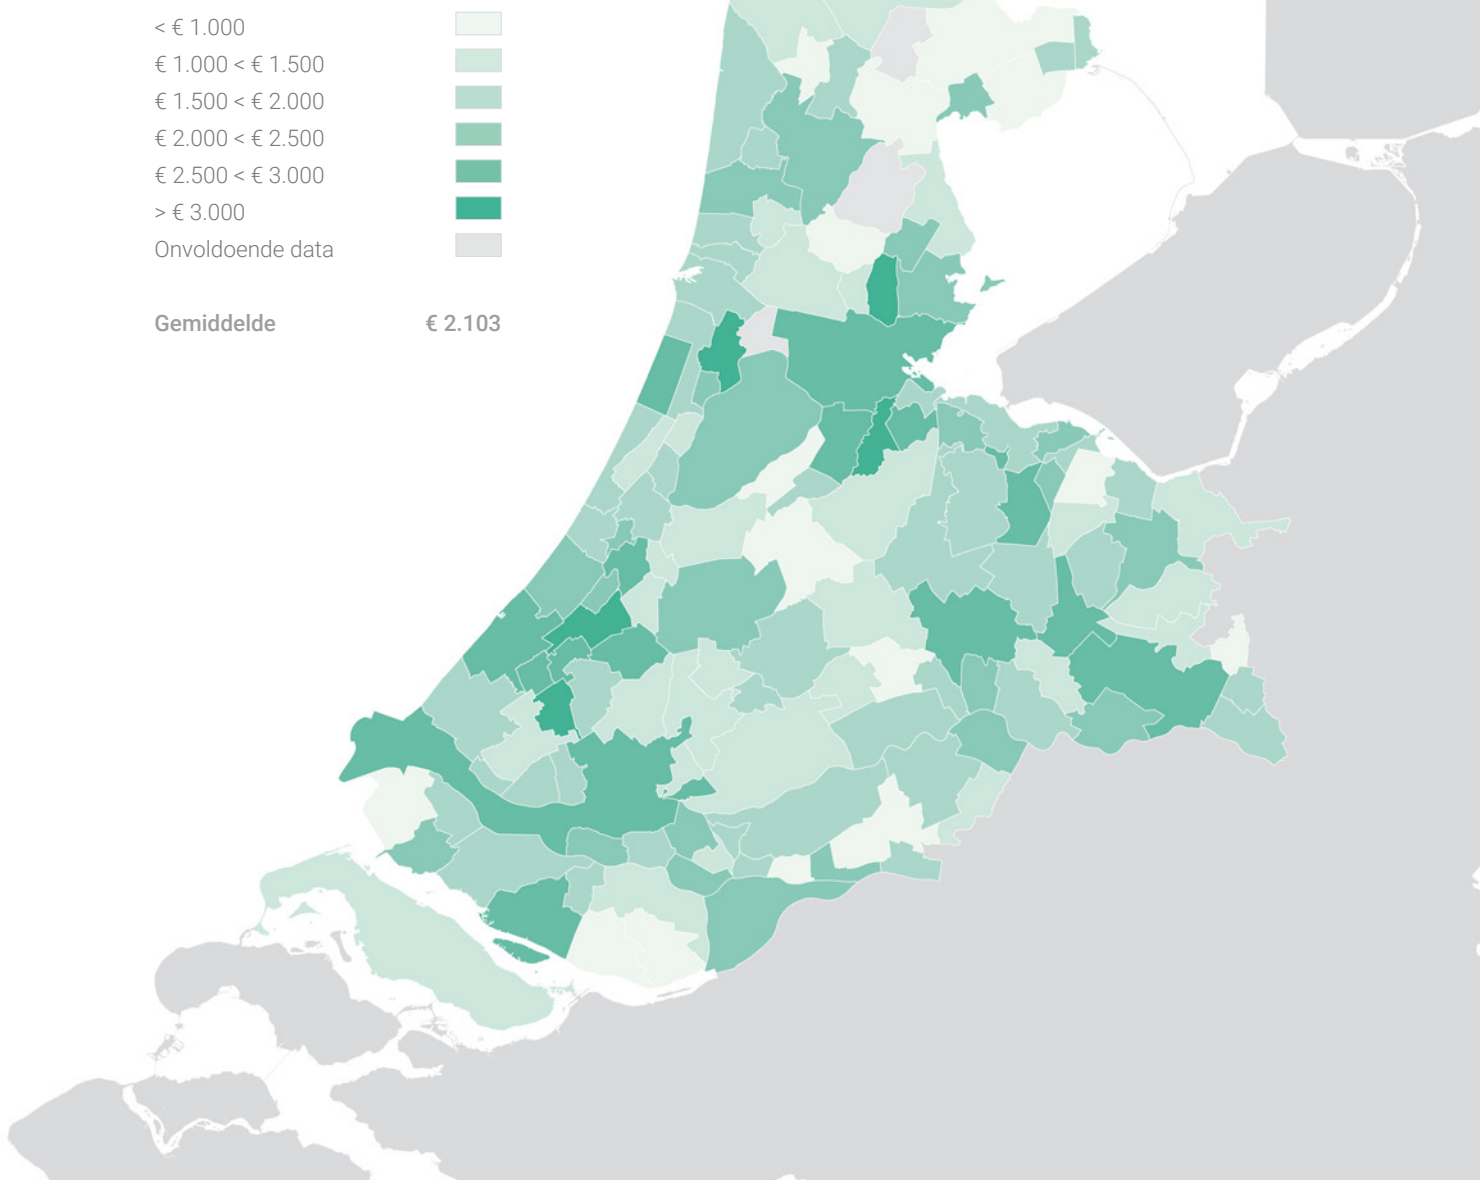 < € 1.000
€ 1.000 < € 1.500
€ 1.500 < € 2.000
€ 2.000 < € 2.500
€ 2.500 < € 3.000
> € 3.000
Onvoldoende data
Gemiddelde € 2.103